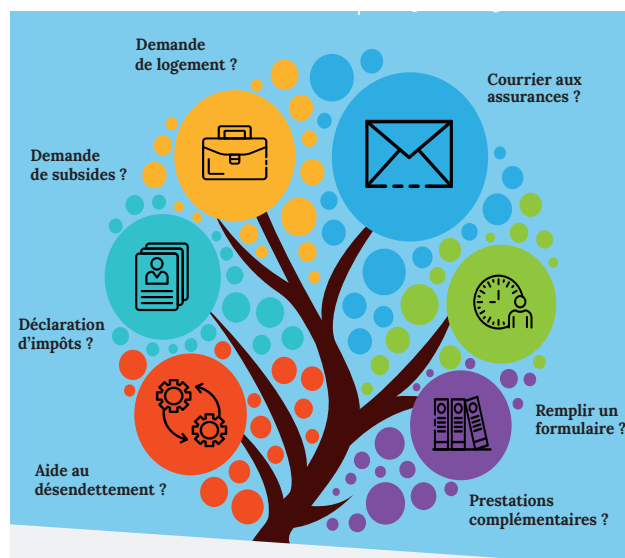 Demande
de logement ?
Courrier aux
assurances ?
Demande
de subsides ?
Déclaration
d’impôts ?
Remplir un
formulaire ?
Aide au
désendettement ?
Prestations
complémentaires ?